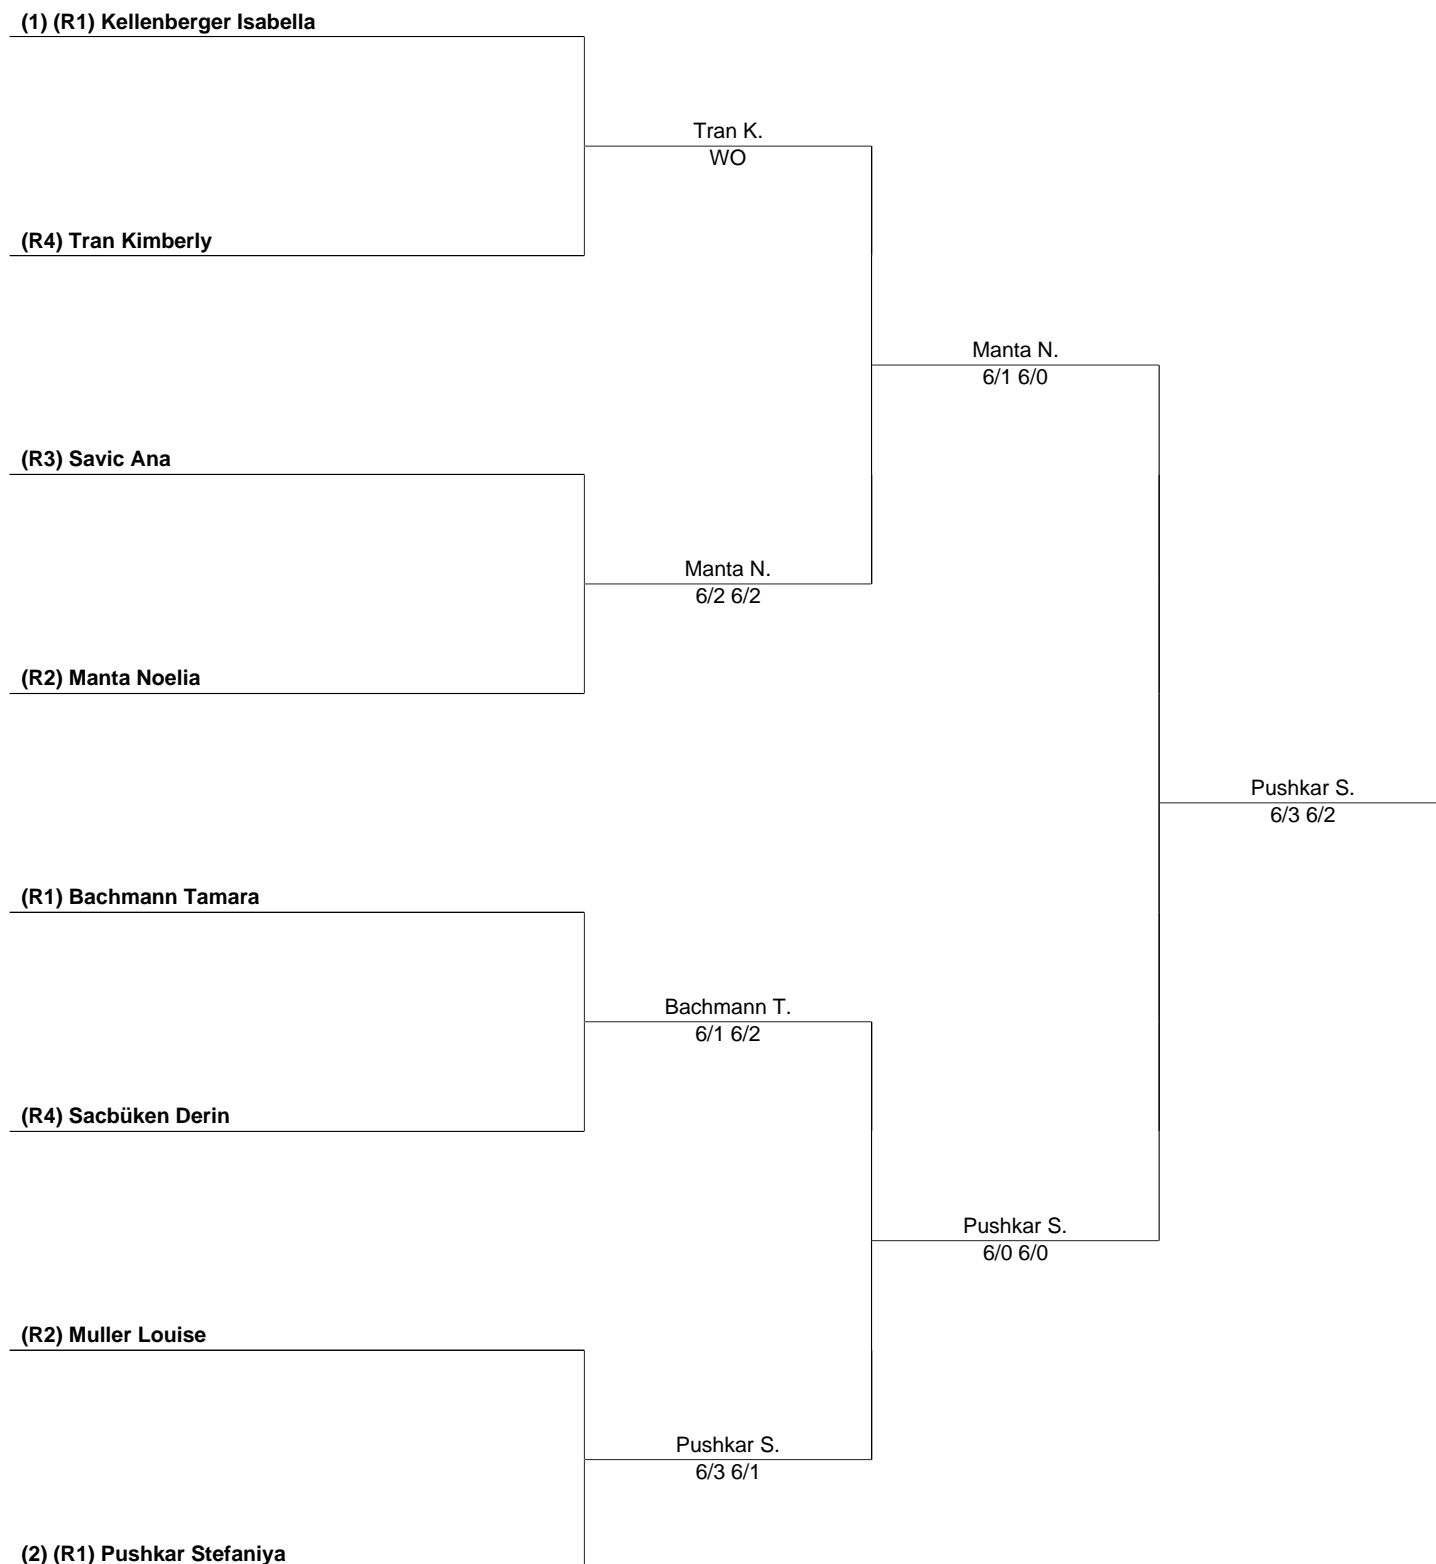 (1) (R1) Kellenberger Isabella
Tran K.
WO
(R4) Tran Kimberly
Manta N.
6/1 6/0
(R3) Savic Ana
Manta N.
6/2 6/2
(R2) Manta Noelia
Pushkar S.
6/3 6/2
(R1) Bachmann Tamara
Bachmann T.
6/1 6/2
(R4) Sacbüken Derin
Pushkar S.
6/0 6/0
(R2) Muller Louise
Pushkar S.
6/3 6/1
(2) (R1) Pushkar Stefaniya